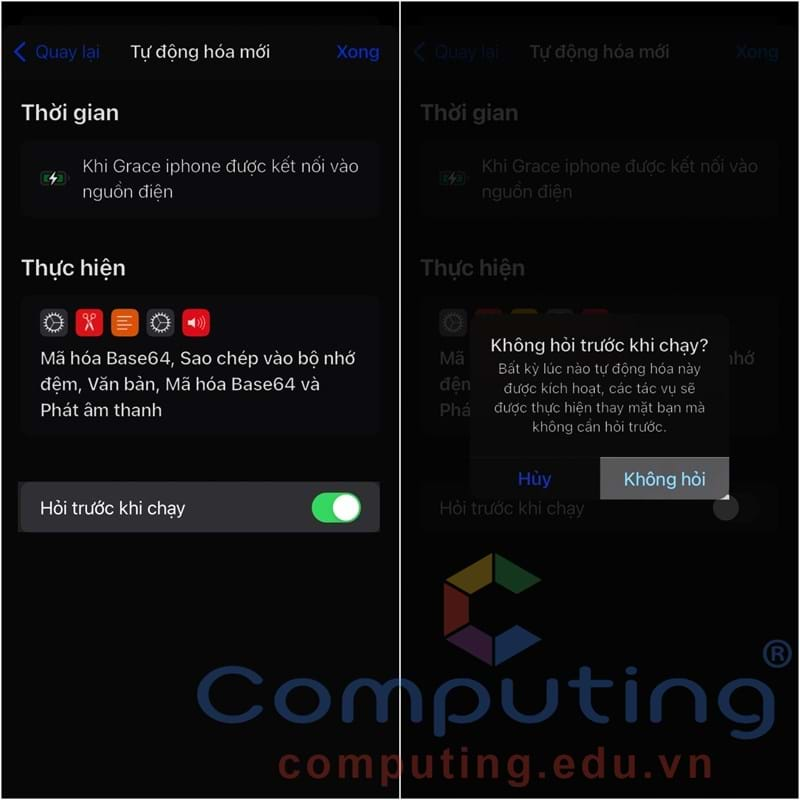 Quay lại
Tự động hóa mới
Xong
Thời gian
Khi Grace iphone được kết nối vào
nguồn điện
Thực hiện
Mã hóa Base64, Sao chép vào bộ nhớ
đệm, Văn bản, Mã hóa Base64 và
Phát âm thanh
Hỏi trước khi chạy
Quay lại
Tự động hóa mới
Xong
Thời gian
Khi Grace iphone được kết nối vào
nguồn điện
Thực hiện
Mã
nhớ
đệm
Phá
Không hỏi trước khi chạy?
Bất kỳ lúc nào tự động hóa này
được kích hoạt, các tác vụ sẽ
được thực hiện thay mặt bạn mà
không cần hỏi trước.
Hủy
Không hỏi
Hỏi trước khi chạy
Computing®
computing.edu.vn